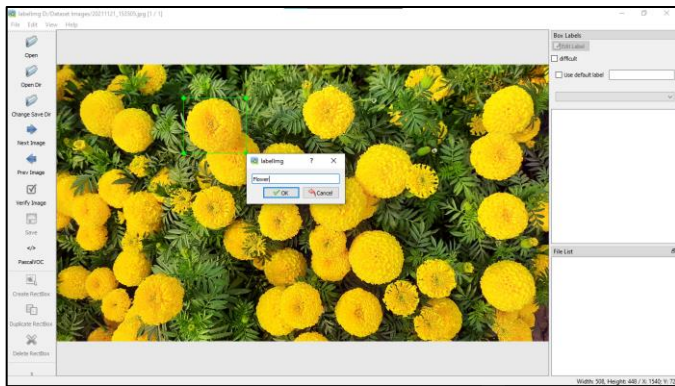 labelImg D:/Dataset Images/20211121_150305.jpg [1 / 1]
File Edit View Help
Open
Open Dir
Change Save Dir
Next Image
Prev Image
Verify Image
Save
</>
PascalVOC
Create RectBox
Duplicate RectBox
Delete RectBox
labelImg
Flower
OK
Cancel
Box Labels
Edit Label
difficult
Use default label
File List
Width: 508, Height: 448 / X: 1540; Y: 72